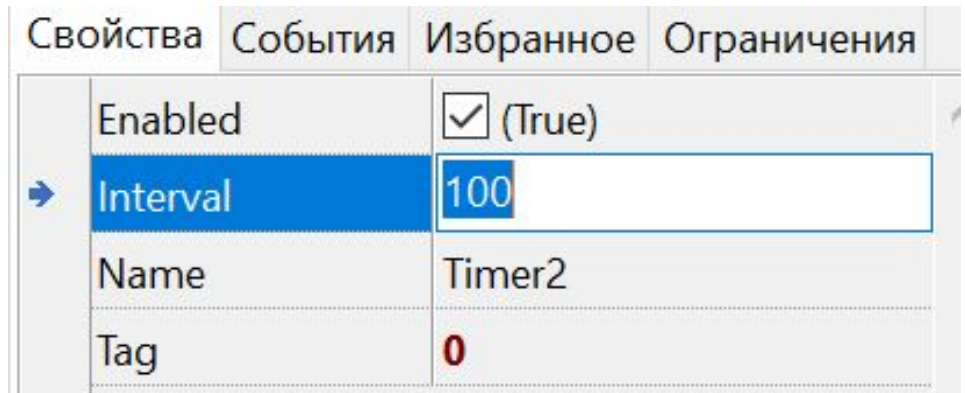 Свойства События Избранное Ограничения
Enabled (True)
Interval 100
Name Timer2
Tag 0